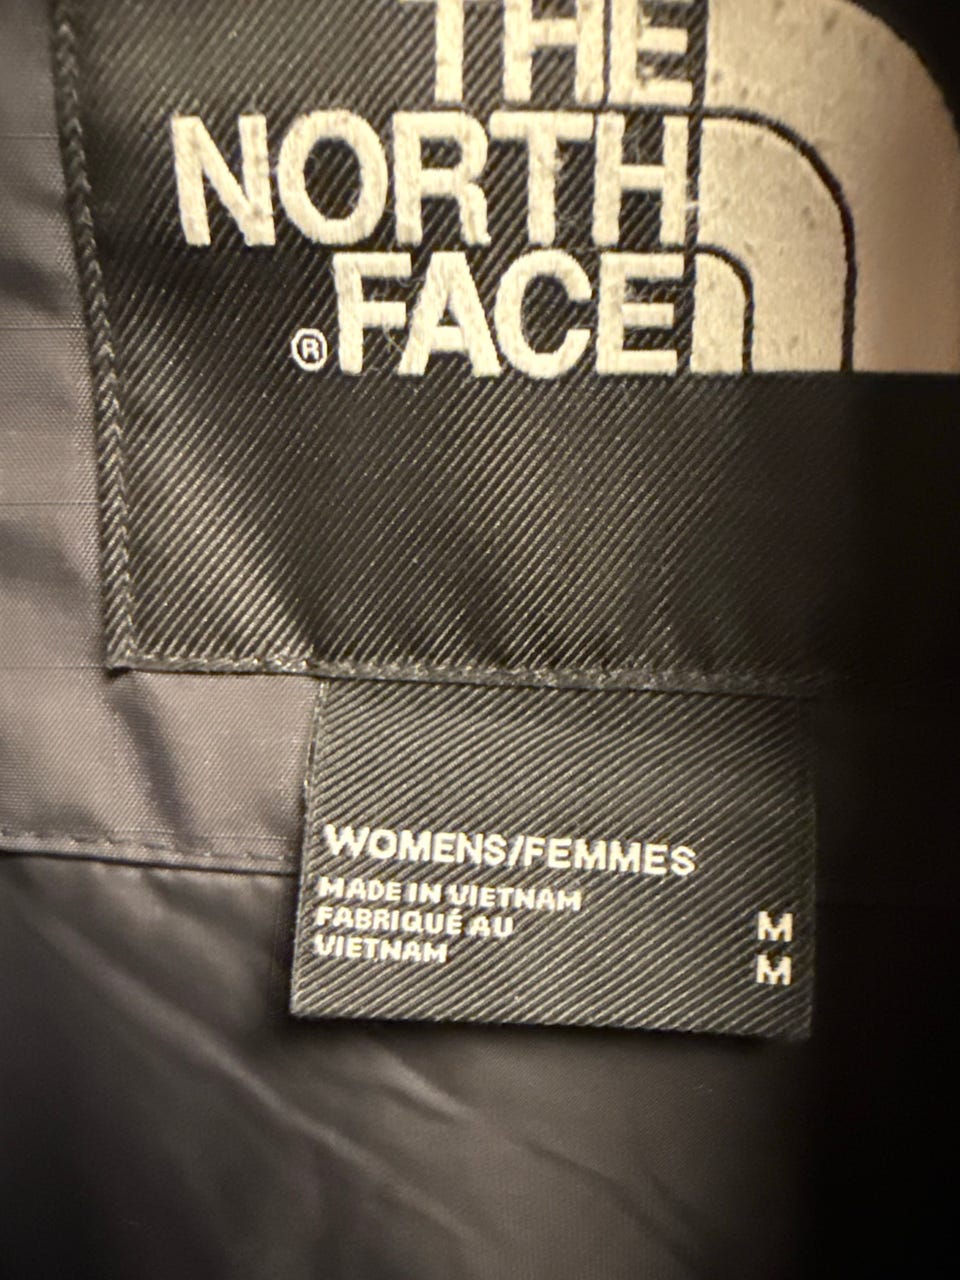 THE
NORTH
FACE
®
WOMENS/FEMMES
MADE IN VIETNAM
FABRIQUÉ AU
VIETNAM
M
M